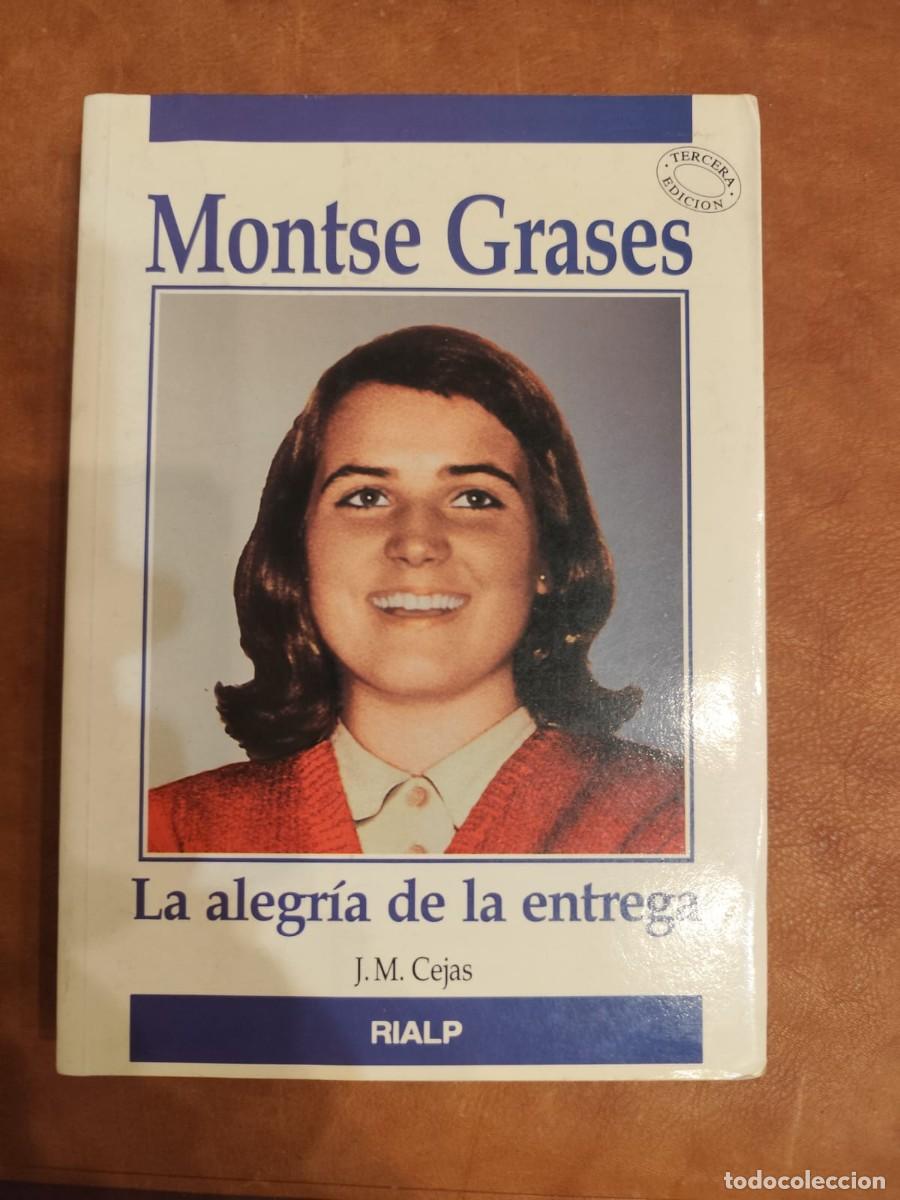 · TERCERA ·
EDICION
Montse Grases
La alegría de la entrega
J. M. Cejas
RIALP
todocoleccion